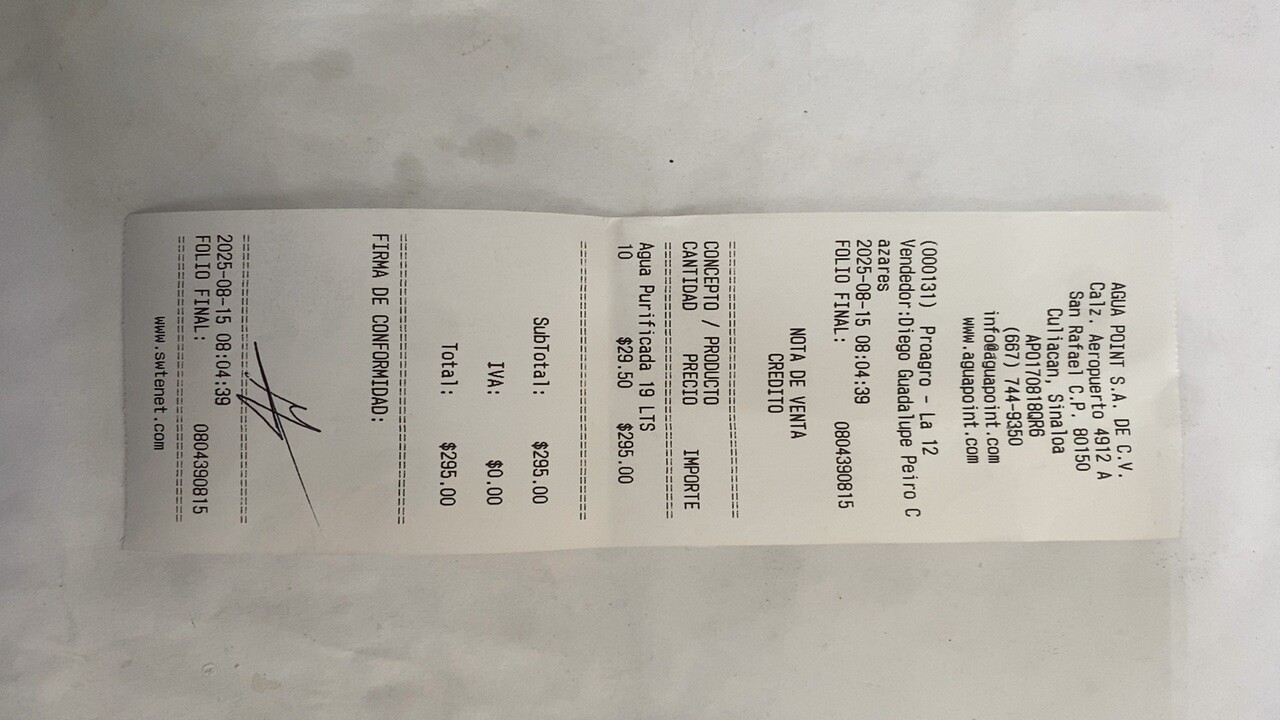 AGUA POINT S.A. DE C.V.
Calz. Aeropuerto 4912 A
San Rafael C.P. 80150
Culiacan, Sinaloa
APO170818QR6
(667) 744-9350
info@aguapoint.com
www.aguapoint.com
(000131) Proagro - La 12
Vendedor:Diego Guadalupe Peiro C
azares
2025-08-15 08:04:39
FOLIO FINAL: 0804390815
NOTA DE VENTA
CREDITO
================================
CONCEPTO / PRODUCTO
CANTIDAD PRECIO IMPORTE
================================
Agua Purificada 19 LTS
10 $29.50 $295.00
================================
SubTotal: $295.00
IVA: $0.00
Total: $295.00
================================
FIRMA DE CONFORMIDAD:
================================
2025-08-15 08:04:39
FOLIO FINAL: 0804390815
================================
www.swtenet.com